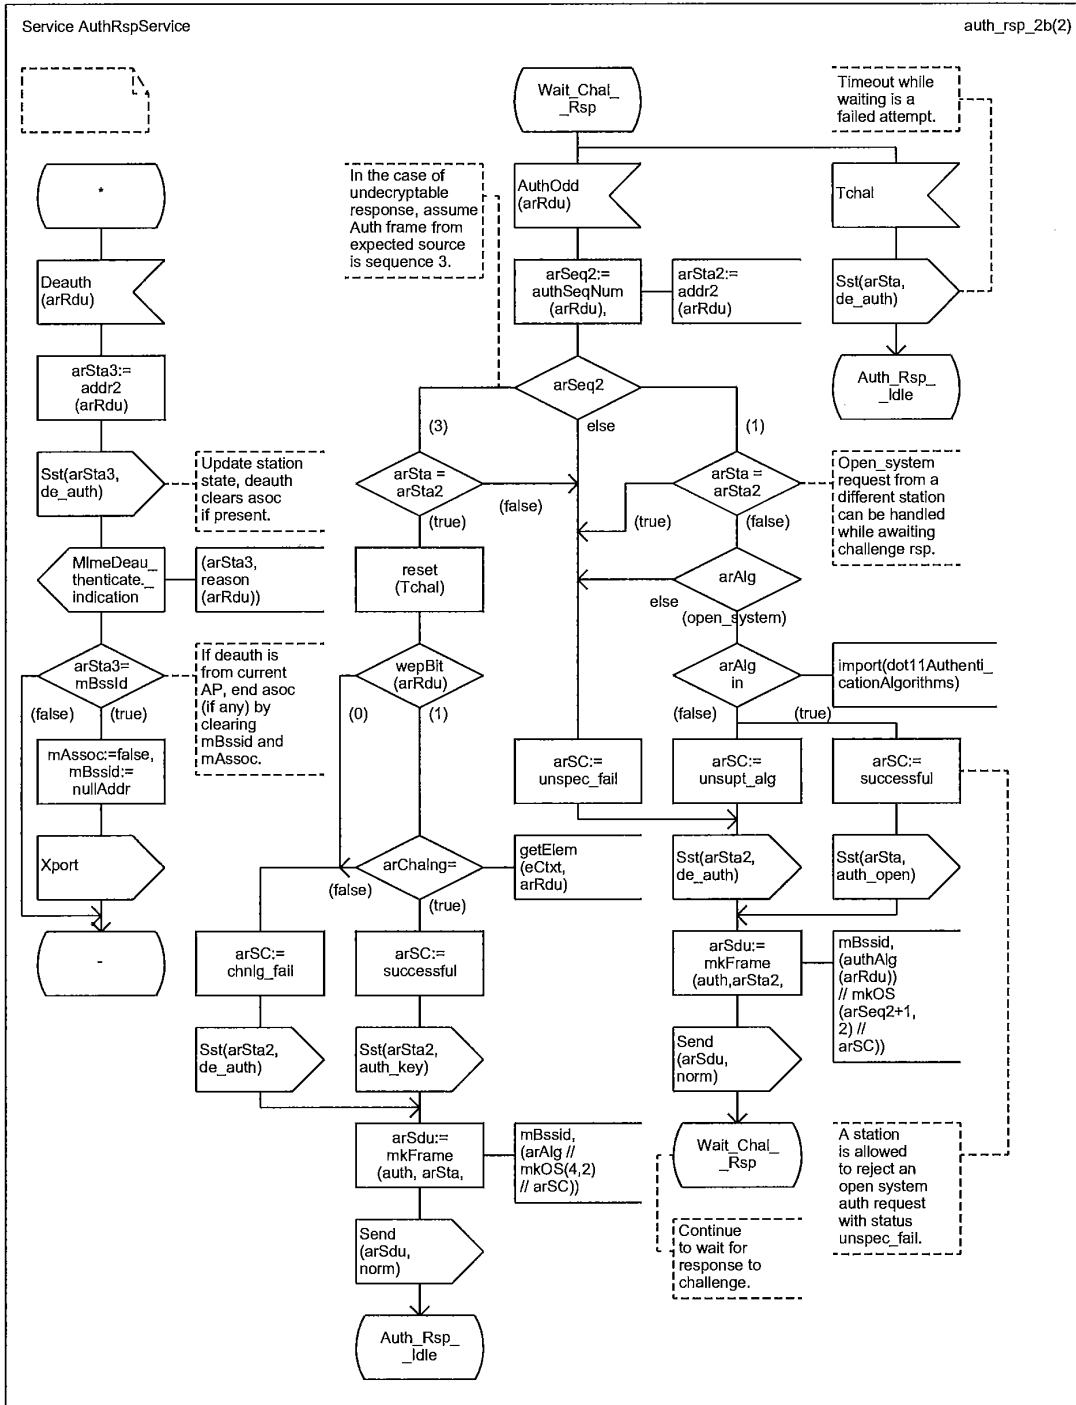 Service AuthRspService
auth_rsp_2b(2)
*
Deauth
(arRdu)
arSta3:=
addr2
(arRdu)
Sst(arSta3,
de_auth)
Update station
state, deauth
clears asoc
if present.
MlmeDeau_
thenticate._
indication
(arSta3,
reason
(arRdu))
arSta3=
mBssId
(false)
(true)
If deauth is
from current
AP, end asoc
(if any) by
clearing
mBssid and
mAssoc.
mAssoc:=false,
mBssid:=
nullAddr
Xport
-
Wait_Chal_
_Rsp
Timeout while
waiting is a
failed attempt.
In the case of
undecryptable
response, assume
Auth frame from
expected source
is sequence 3.
AuthOdd
(arRdu)
Tchal
arSeq2:=
authSeqNum
(arRdu),
arSta2:=
addr2
(arRdu)
Sst(arSta,
de_auth)
Auth_Rsp_
_Idle
arSeq2
(3)
else
(1)
arSta =
arSta2
(false)
(true)
arSta =
arSta2
(true)
(false)
Open_system
request from a
different station
can be handled
while awaiting
challenge rsp.
reset
(Tchal)
arAlg
else
(open_system)
wepBit
(arRdu)
(0)
(1)
arAlg
in
import(dot11Authenti_
cationAlgorithms)
(false)
(true)
arSC:=
unspec_fail
arSC:=
unsupt_alg
arSC:=
successful
arChalng=
(false)
(true)
getElem
(eCtxt,
arRdu)
Sst(arSta2,
de_auth)
Sst(arSta,
auth_open)
arSC:=
chnlg_fail
arSC:=
successful
arSdu:=
mkFrame
(auth,arSta2,
mBssid,
(authAlg
(arRdu))
// mkOS
(arSeq2+1,
2) //
arSC))
Sst(arSta2,
de_auth)
Sst(arSta2,
auth_key)
Send
(arSdu,
norm)
arSdu:=
mkFrame
(auth, arSta,
mBssid,
(arAlg //
mkOS(4,2)
// arSC))
Wait_Chal_
_Rsp
A station
is allowed
to reject an
open system
auth request
with status
unspec_fail.
Send
(arSdu,
norm)
Continue
to wait for
response to
challenge.
Auth_Rsp_
_Idle